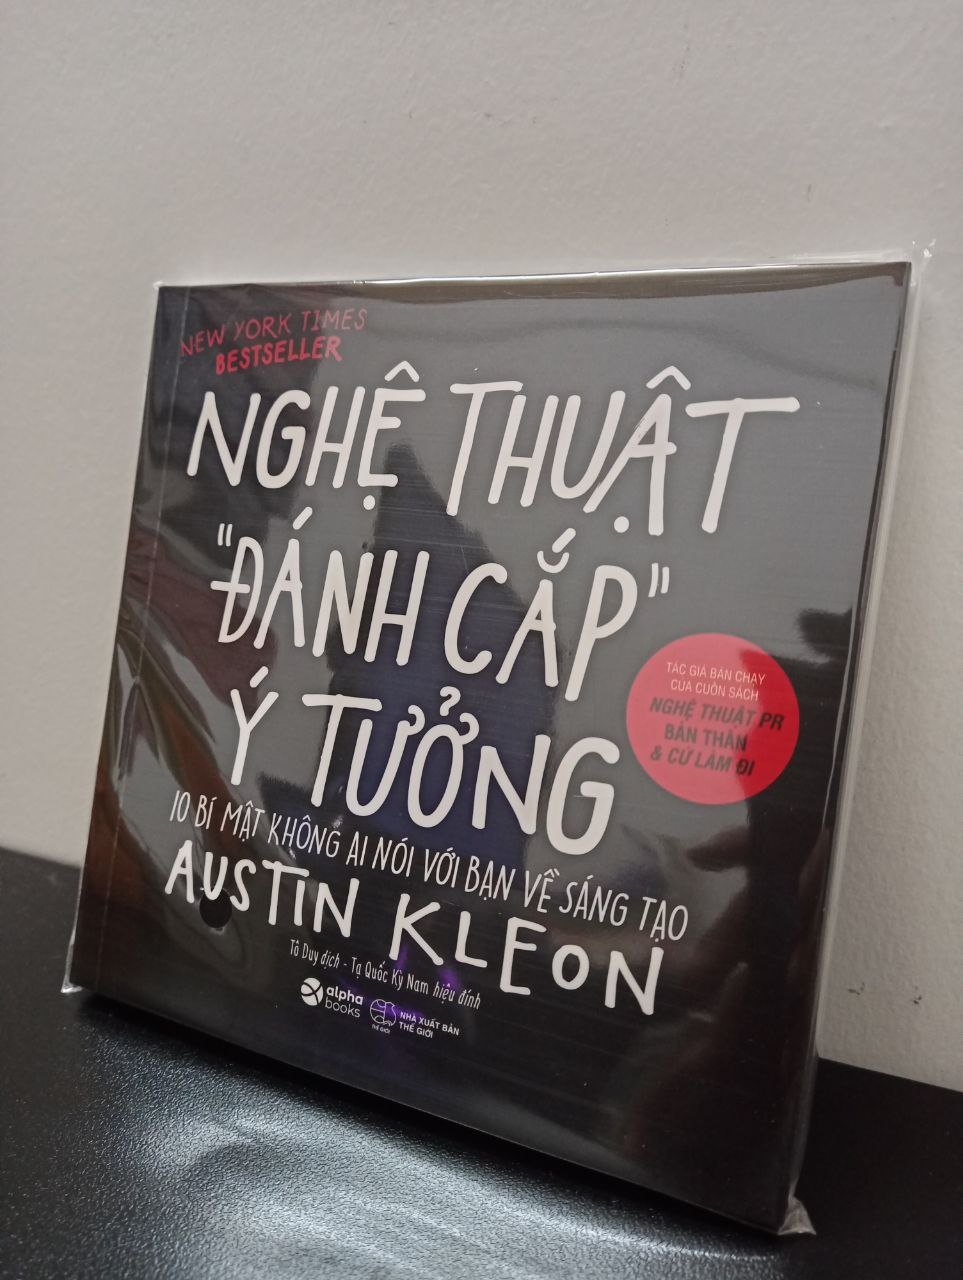 NEW YORK TIMES
BESTSELLER
NGHỆ THUẬT
"ĐÁNH CẮP"
Ý TƯỞNG
TÁC GIẢ BÁN CHẠY
CỦA CUỐN SÁCH
NGHỆ THUẬT PR
BẢN THÂN
& CỨ LÀM ĐI
10 BÍ MẬT KHÔNG AI NÓI VỚI BẠN VỀ SÁNG TẠO
AUSTIN KLEON
Tô Duy dịch - Tạ Quốc Kỳ Nam hiệu đính
alpha
books
THẾ GIỚI
NHÀ XUẤT BẢN
THẾ GIỚI